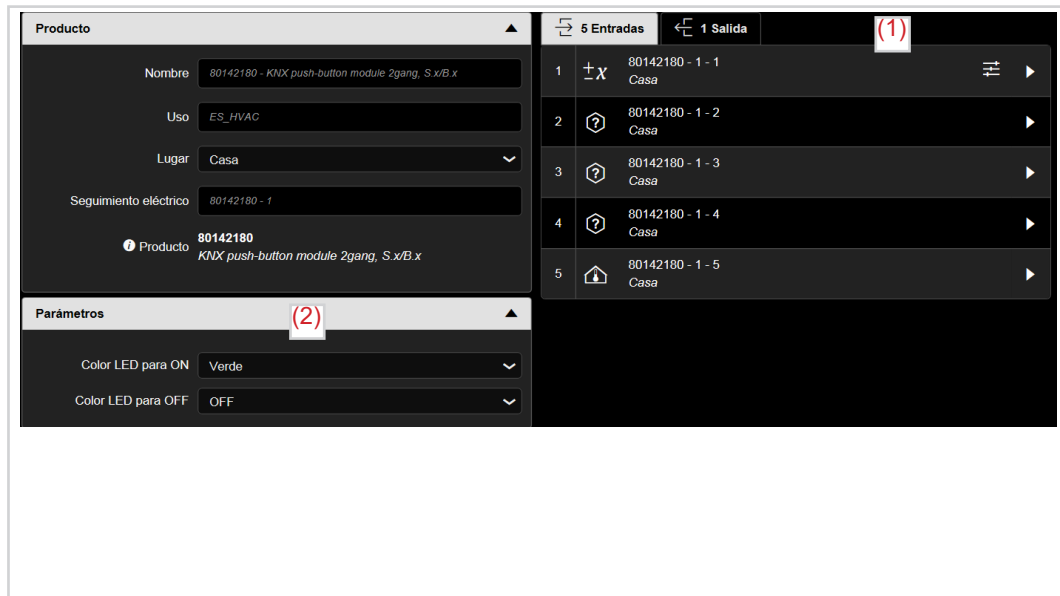 Producto
Nombre 80142180 - KNX push-button module 2gang, S.x/B.x
Uso ES_HVAC
Lugar Casa
Seguimiento eléctrico 80142180 - 1
Producto 80142180
KNX push-button module 2gang, S.x/B.x
Parámetros
(2)
Color LED para ON Verde
Color LED para OFF OFF
5 Entradas 1 Salida
(1)
1 80142180 - 1 - 1
Casa
2 80142180 - 1 - 2
Casa
3 80142180 - 1 - 3
Casa
4 80142180 - 1 - 4
Casa
5 80142180 - 1 - 5
Casa